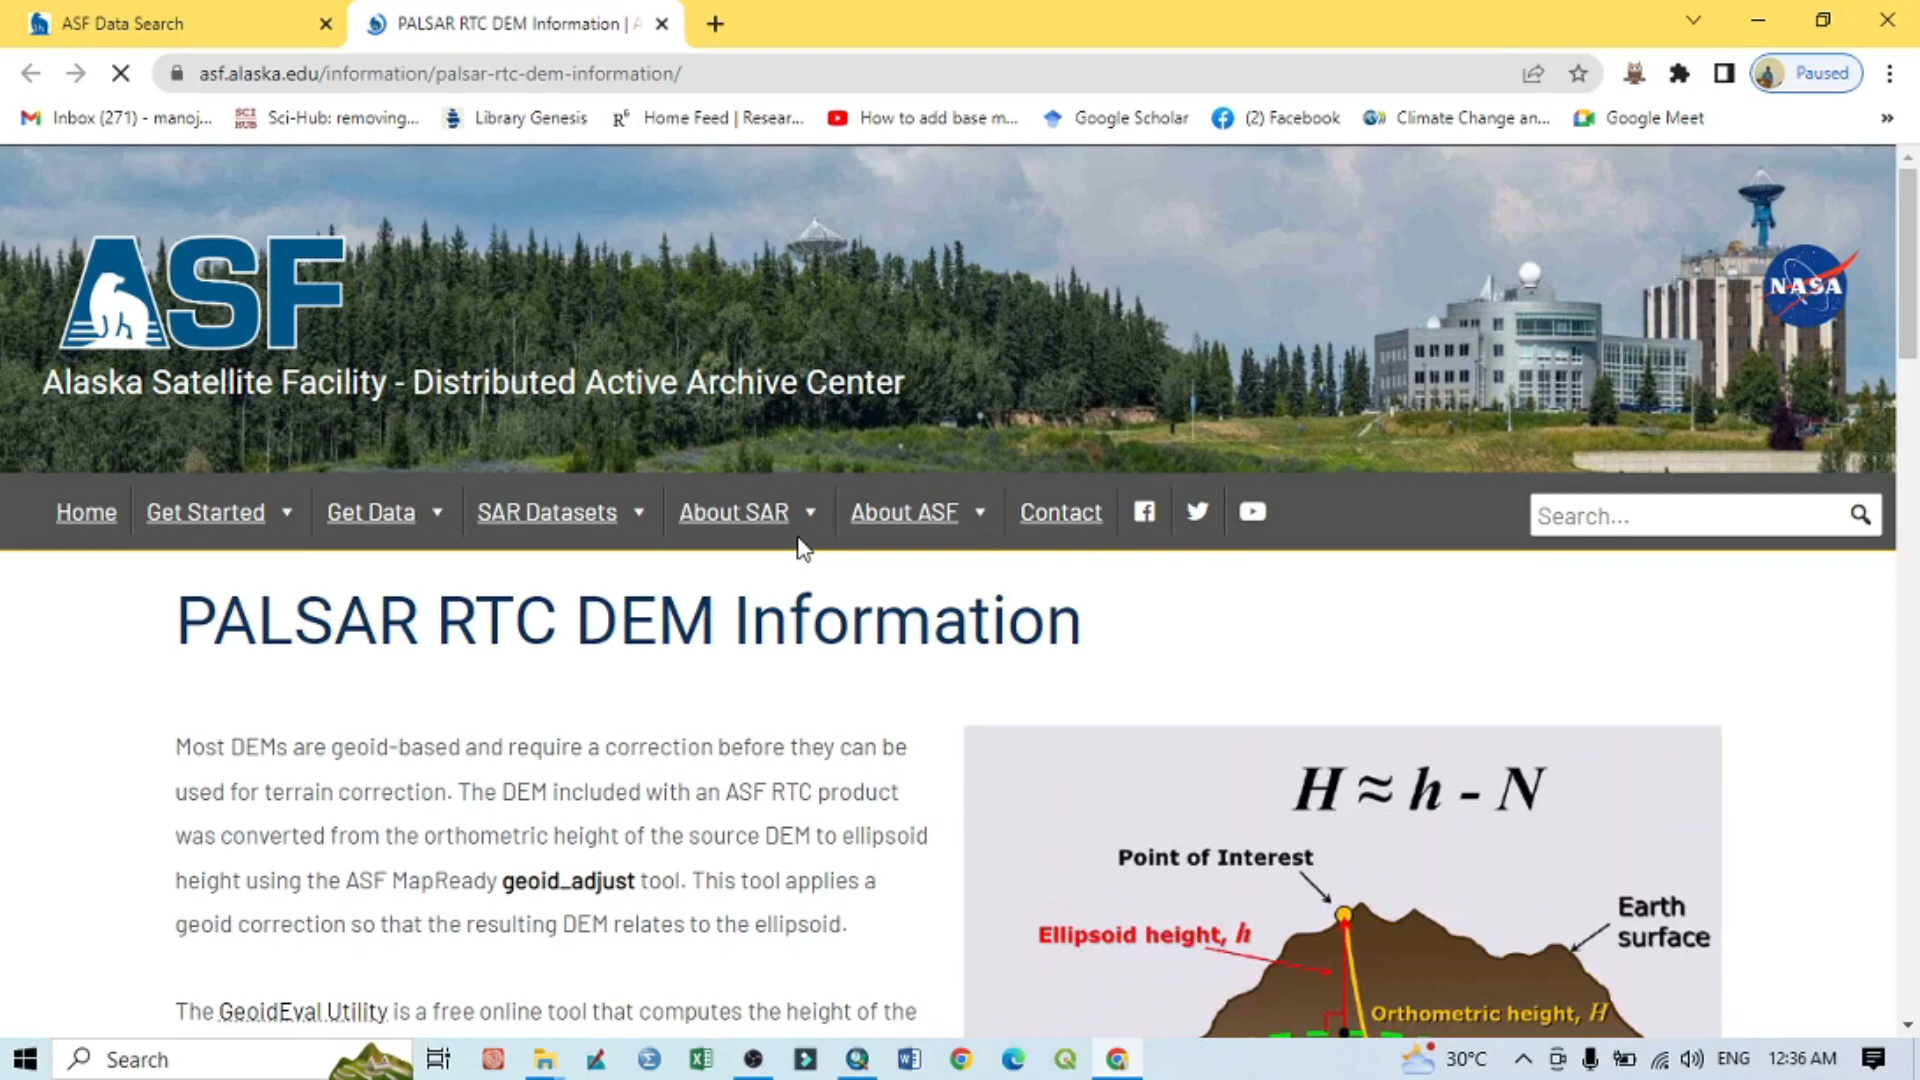 ASF Data Search
PALSAR RTC DEM Information | A
asf.alaska.edu/information/palsar-rtc-dem-information/
Paused
Inbox (271) - manoj...
SCI HUB
Sci-Hub: removing...
Library Genesis
R⁶
Home Feed | Resear...
How to add base m...
Google Scholar
(2) Facebook
Climate Change an...
Google Meet
»
ASF
NASA
Alaska Satellite Facility - Distributed Active Archive Center
Home
Get Started
Get Data
SAR Datasets
About SAR
About ASF
Contact
Search...
PALSAR RTC DEM Information
Most DEMs are geoid-based and require a correction before they can be
used for terrain correction. The DEM included with an ASF RTC product
was converted from the orthometric height of the source DEM to ellipsoid
height using the ASF MapReady geoid_adjust tool. This tool applies a
geoid correction so that the resulting DEM relates to the ellipsoid.
The GeoidEval Utility is a free online tool that computes the height of the
H ≈ h - N
Point of Interest
Earth
surface
Ellipsoid height, h
Orthometric height, H
Search
30°C
ENG
12:36 AM